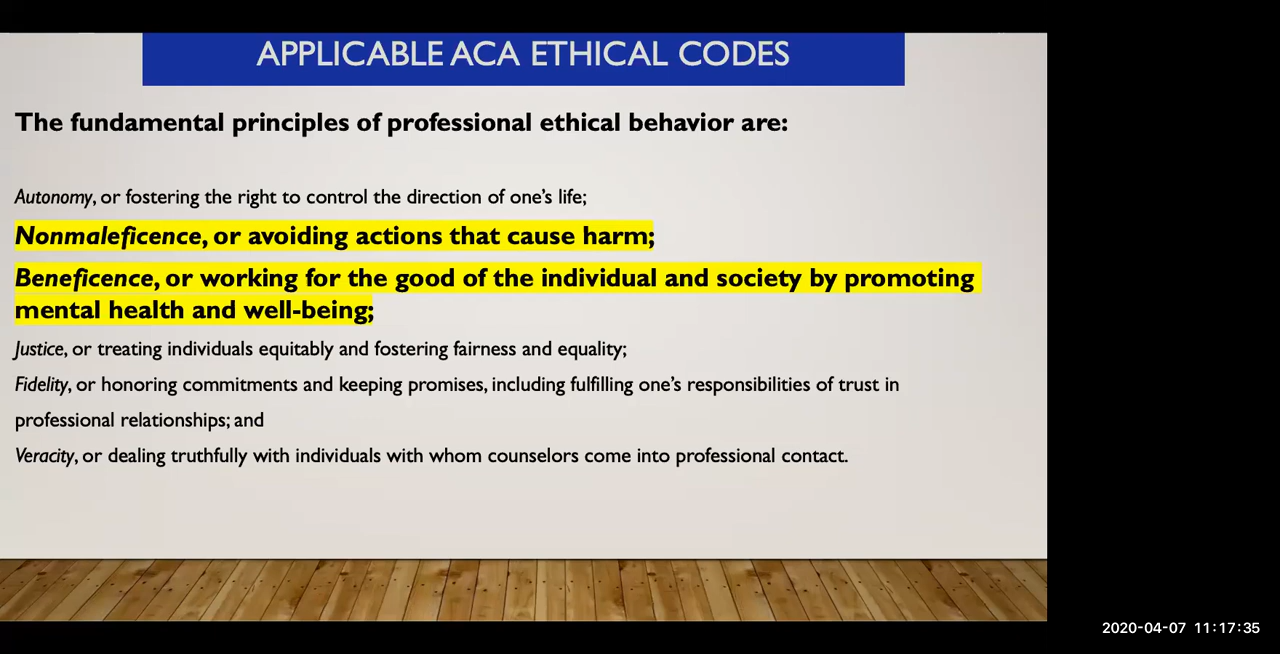 APPLICABLE ACA ETHICAL CODES
The fundamental principles of professional ethical behavior are:
Autonomy, or fostering the right to control the direction of one’s life;
Nonmaleficence, or avoiding actions that cause harm;
Beneficence, or working for the good of the individual and society by promoting
mental health and well-being;
Justice, or treating individuals equitably and fostering fairness and equality;
Fidelity, or honoring commitments and keeping promises, including fulfilling one’s responsibilities of trust in
professional relationships; and
Veracity, or dealing truthfully with individuals with whom counselors come into professional contact.
2020-04-07 11:17:35